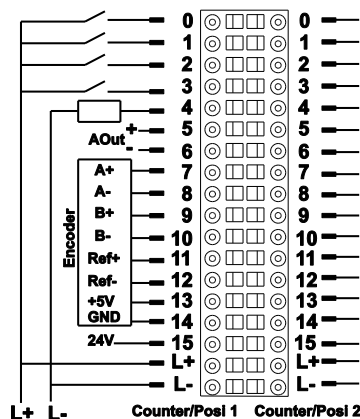 0 0
1 1
2 2
3 3
4 4
AOut + 5 5
- 6 6
Encoder
A+ 7 7
A- 8 8
B+ 9 9
B- 10 10
Ref+ 11 11
Ref- 12 12
+5V 13 13
GND 14 14
24V 15 15
L+ L+
L- L-
L+ L- Counter/Posi 1 Counter/Posi 2